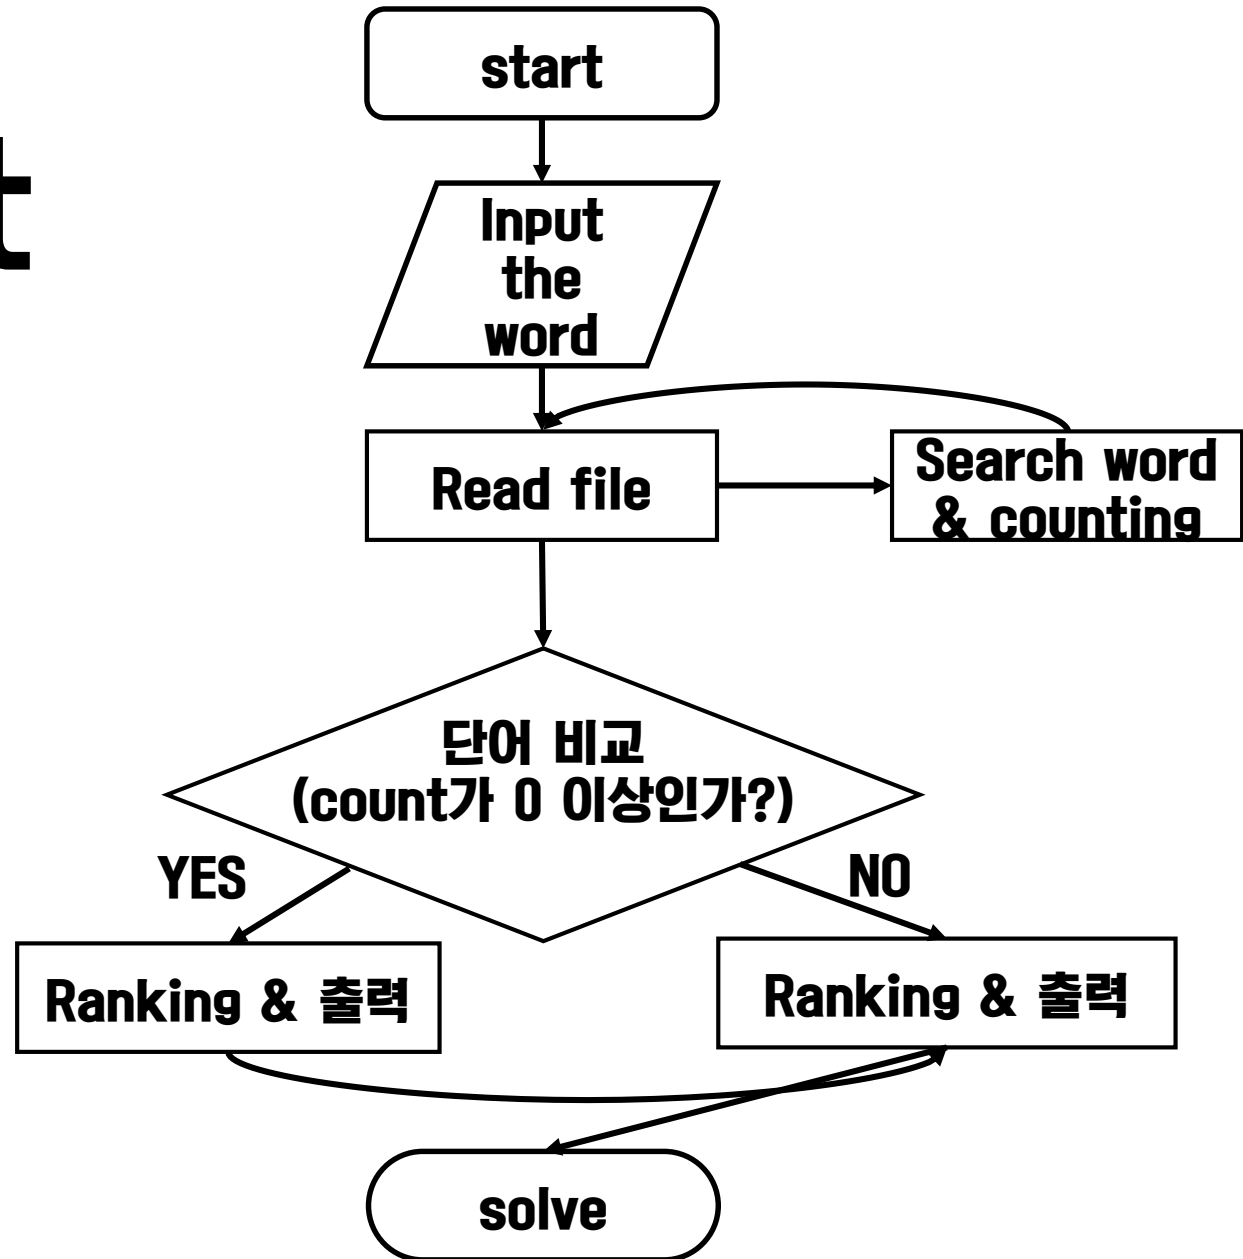 t
start
Input
the
word
Read file
Search word
& counting
단어 비교
(count가 0 이상인가?)
YES
NO
Ranking & 출력
Ranking & 출력
solve